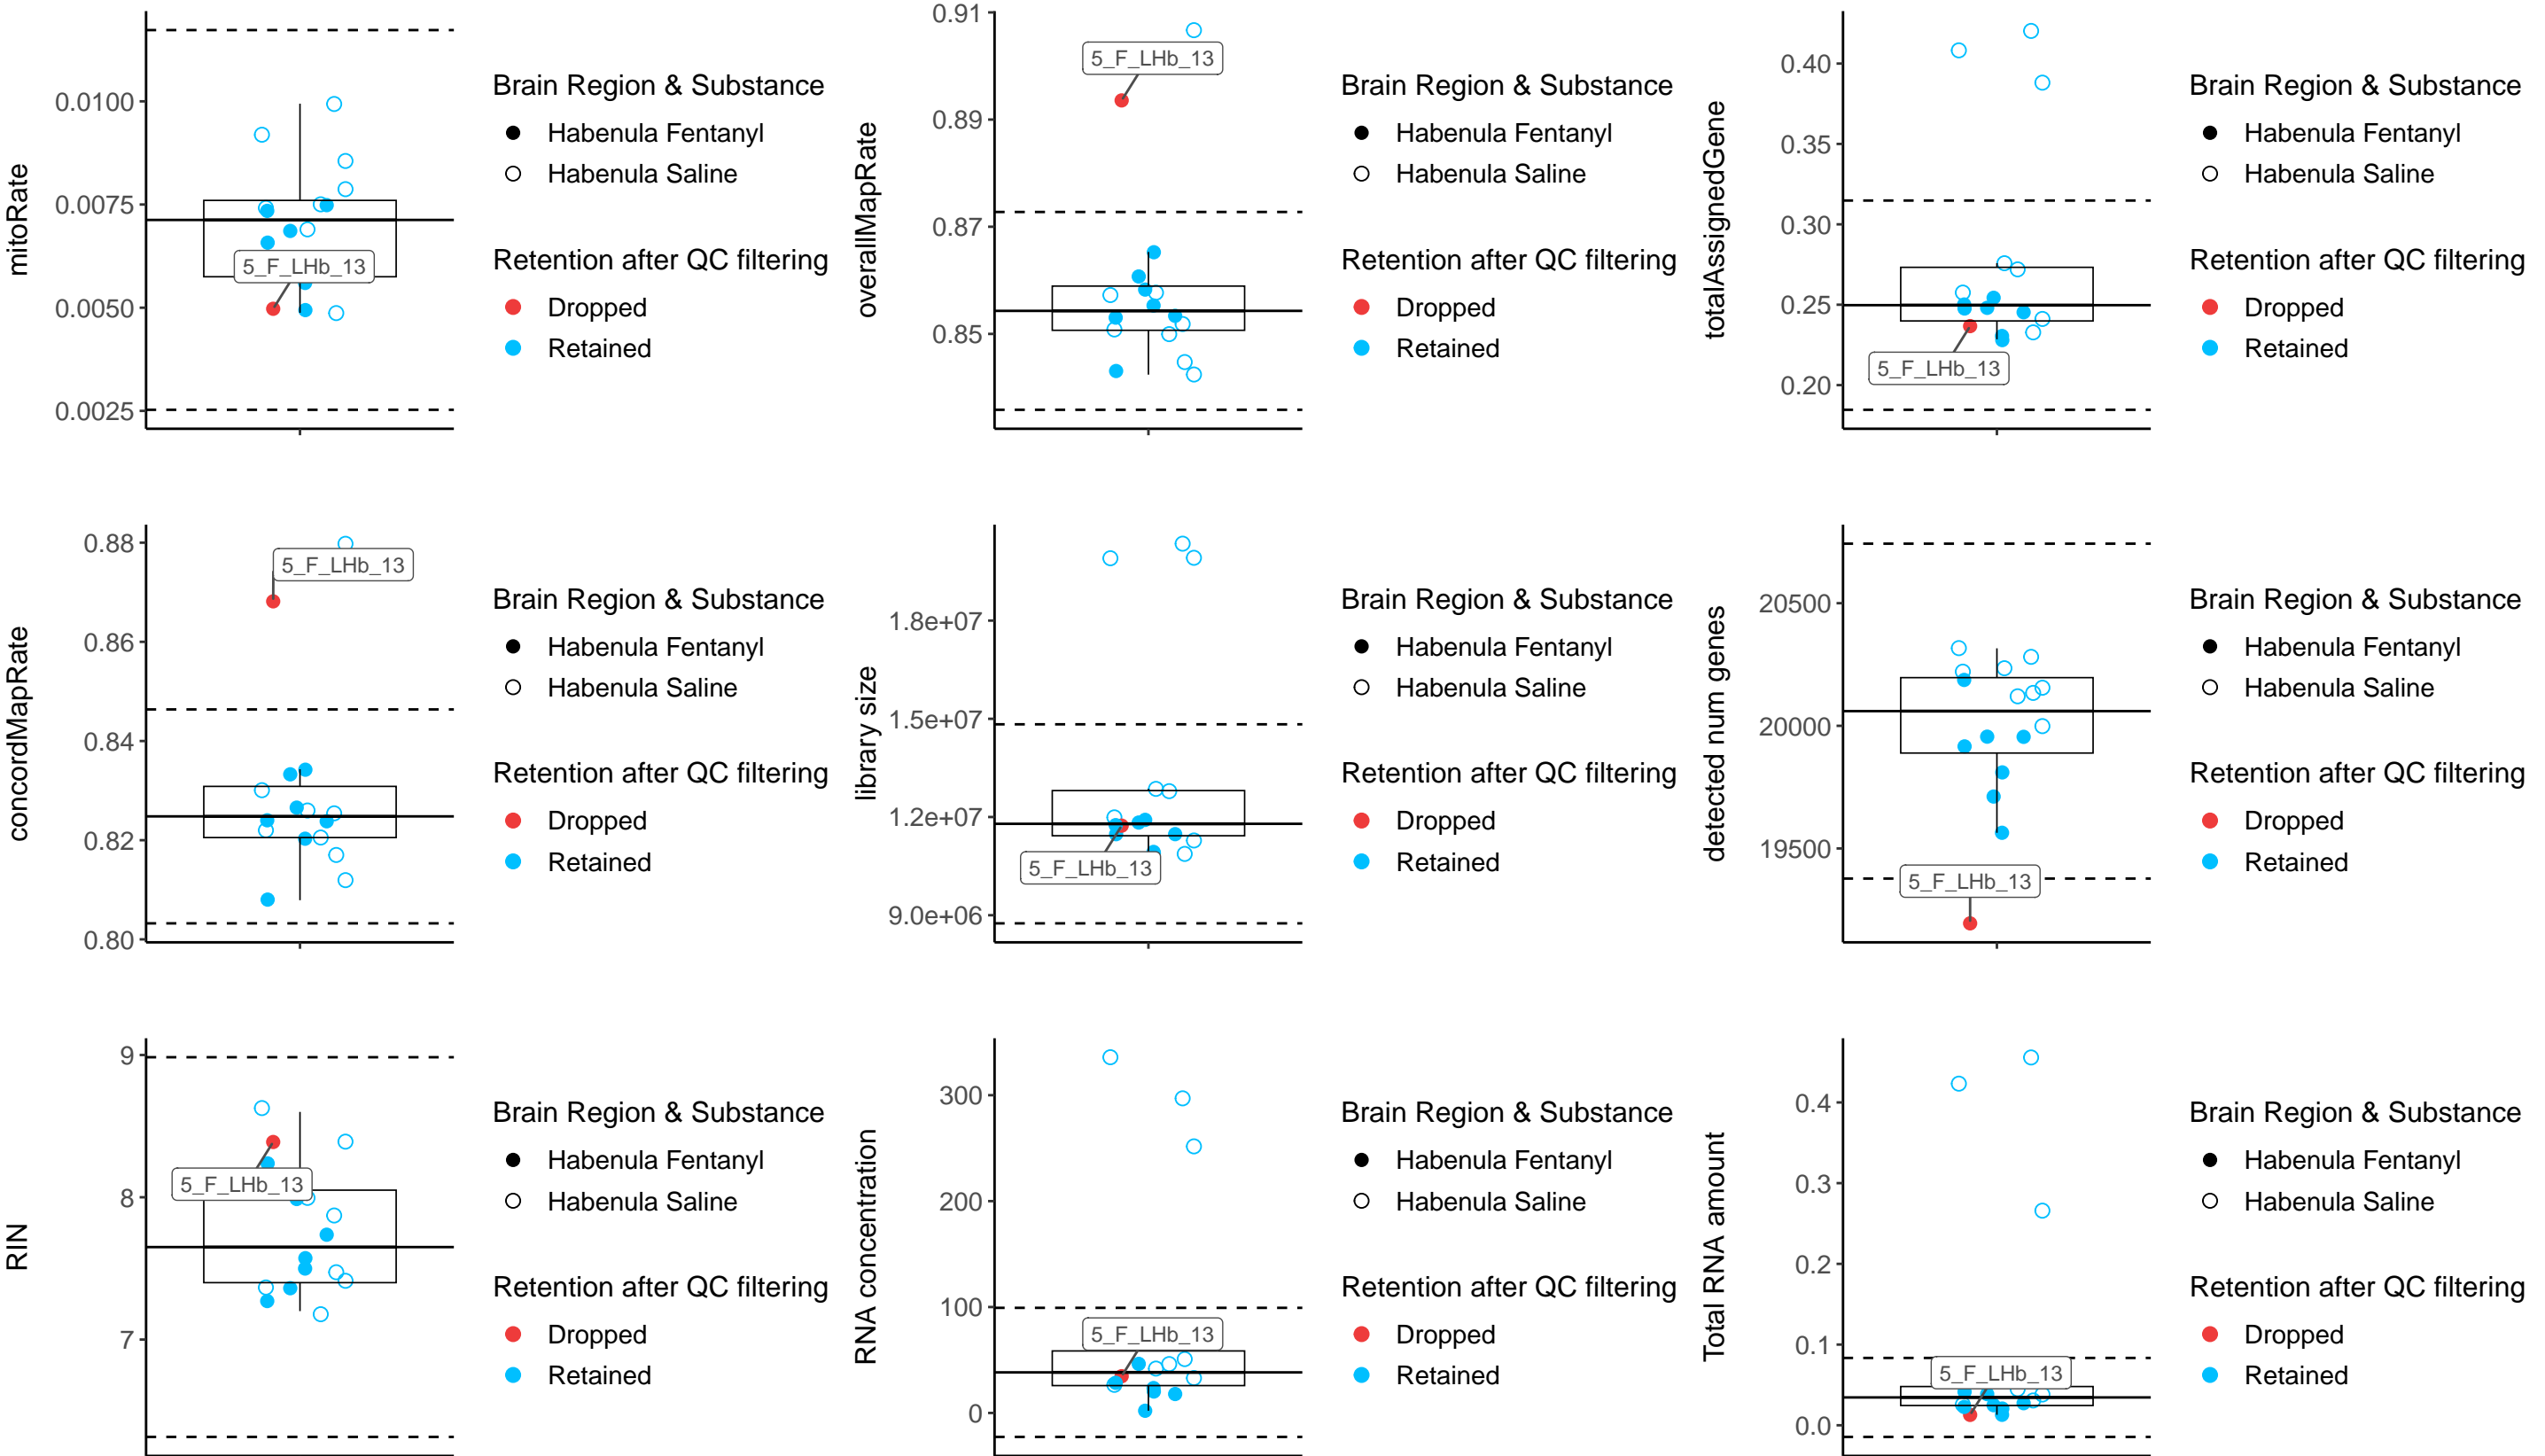 mitoRate
0.0100
0.0075
0.0050
0.0025
5_F_LHb_13
Brain Region & Substance
Habenula Fentanyl
Habenula Saline
Retention after QC filtering
Dropped
Retained
overallMapRate
0.91
0.89
0.87
0.85
5_F_LHb_13
Brain Region & Substance
Habenula Fentanyl
Habenula Saline
Retention after QC filtering
Dropped
Retained
totalAssignedGene
0.40
0.35
0.30
0.25
0.20
5_F_LHb_13
Brain Region & Substance
Habenula Fentanyl
Habenula Saline
Retention after QC filtering
Dropped
Retained
concordMapRate
0.88
0.86
0.84
0.82
0.80
5_F_LHb_13
Brain Region & Substance
Habenula Fentanyl
Habenula Saline
Retention after QC filtering
Dropped
Retained
library size
1.8e+07
1.5e+07
1.2e+07
9.0e+06
5_F_LHb_13
Brain Region & Substance
Habenula Fentanyl
Habenula Saline
Retention after QC filtering
Dropped
Retained
detected num genes
20500
20000
19500
5_F_LHb_13
Brain Region & Substance
Habenula Fentanyl
Habenula Saline
Retention after QC filtering
Dropped
Retained
RIN
9
8
7
5_F_LHb_13
Brain Region & Substance
Habenula Fentanyl
Habenula Saline
Retention after QC filtering
Dropped
Retained
RNA concentration
300
200
100
0
5_F_LHb_13
Brain Region & Substance
Habenula Fentanyl
Habenula Saline
Retention after QC filtering
Dropped
Retained
Total RNA amount
0.4
0.3
0.2
0.1
0.0
5_F_LHb_13
Brain Region & Substance
Habenula Fentanyl
Habenula Saline
Retention after QC filtering
Dropped
Retained